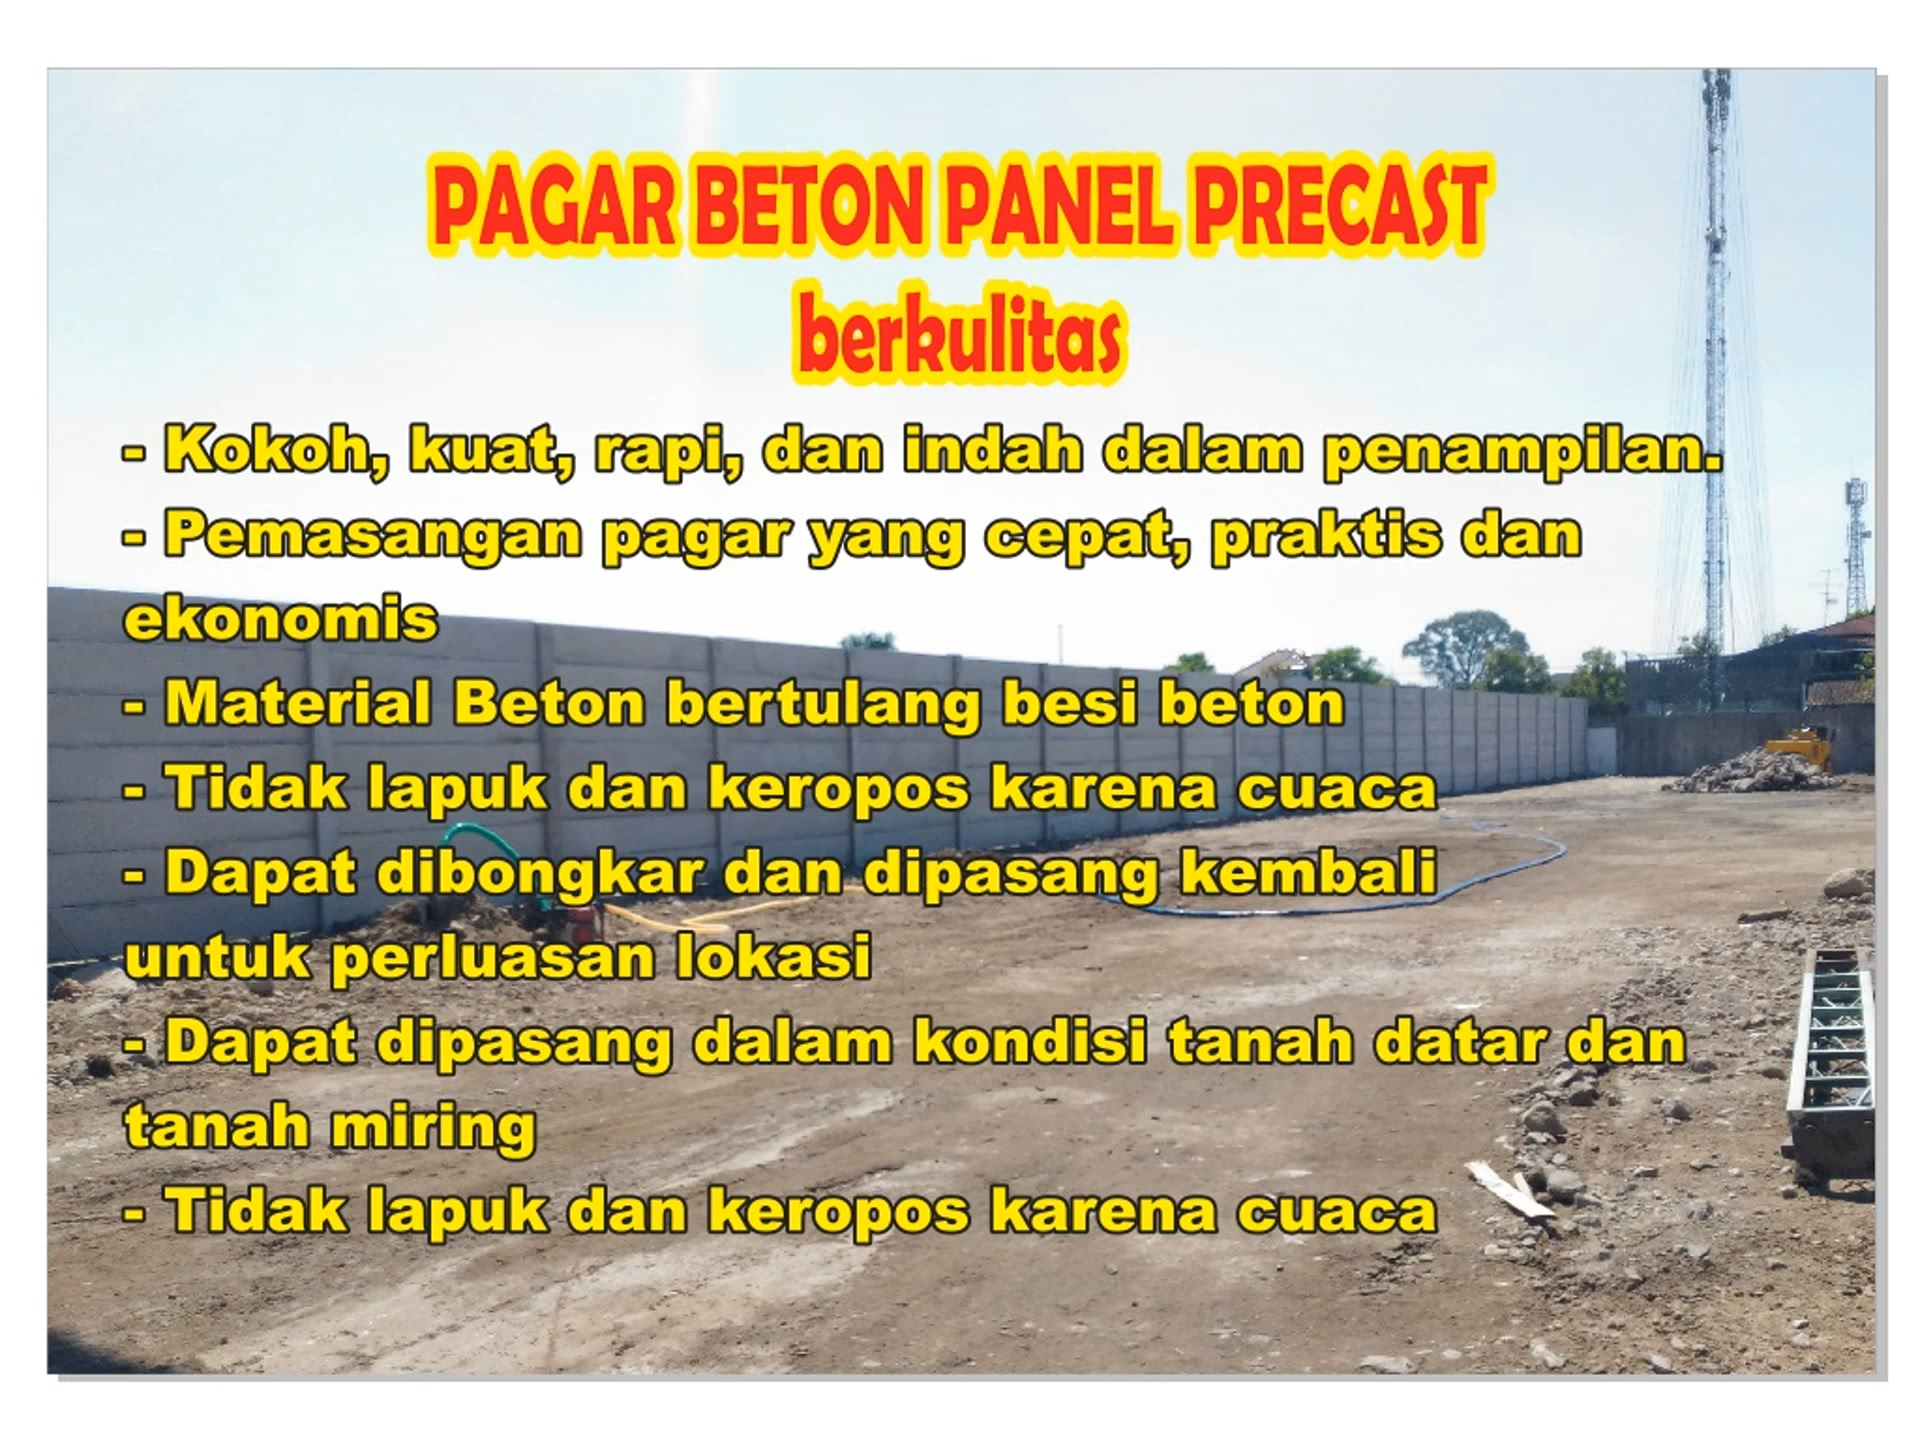 PAGAR BETON PANEL PRECAST
berkulitas
- Kokoh, kuat, rapi, dan indah dalam penampilan.
- Pemasangan pagar yang cepat, praktis dan
ekonomis
- Material Beton bertulang besi beton
- Tidak lapuk dan keropos karena cuaca
- Dapat dibongkar dan dipasang kembali
untuk perluasan lokasi
- Dapat dipasang dalam kondisi tanah datar dan
tanah miring
- Tidak lapuk dan keropos karena cuaca